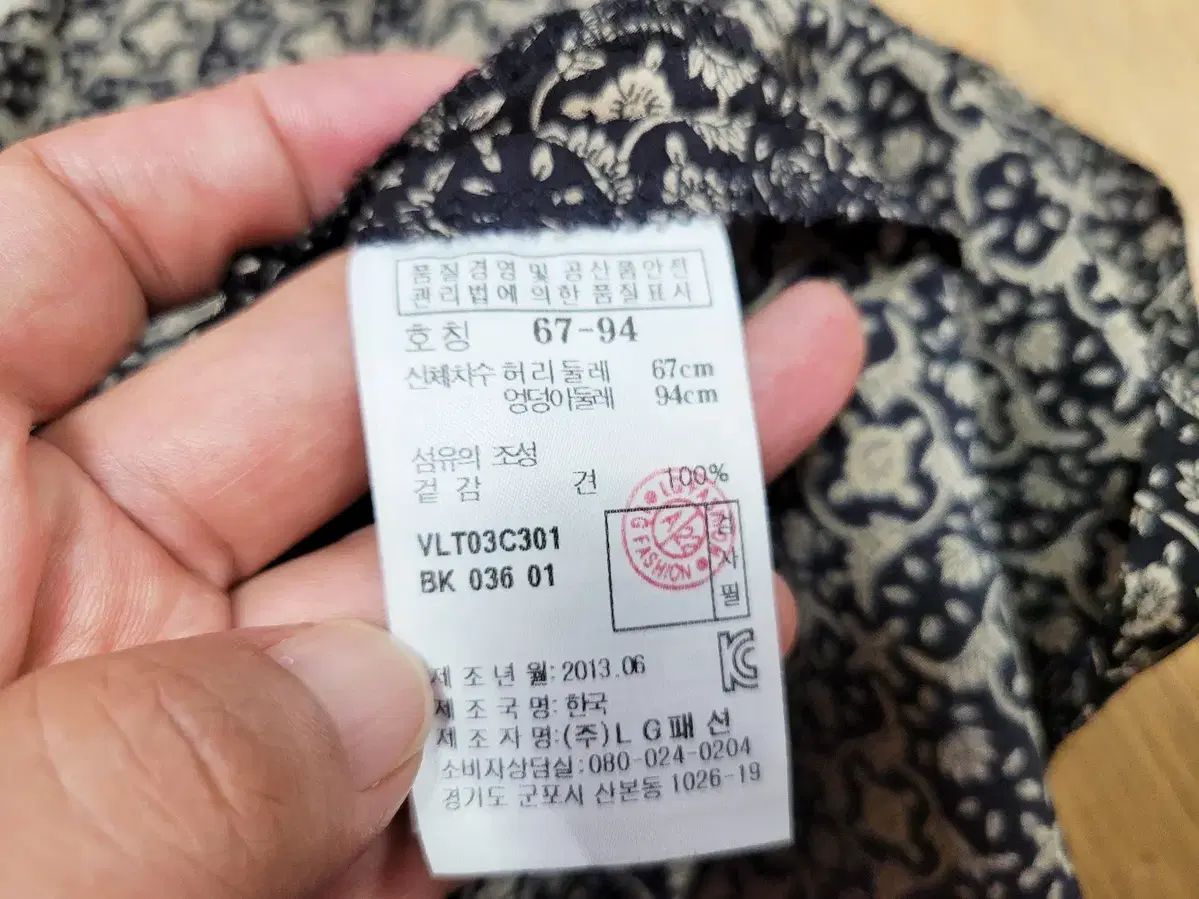 품질경영 및 공산품안전
관리법에 의한 품질표시
호칭 67-94
신체치수 허리둘레 67cm
엉덩이둘레 94cm
섬유의 조성
겉감 견 100%
VLT03C301
BK 036 01
검사필
G FASHION
제조년월: 2013.06
제조국명: 한국
제조자명: (주)LG패션
소비자상담실: 080-024-0204
경기도 군포시 산본동 1026-19